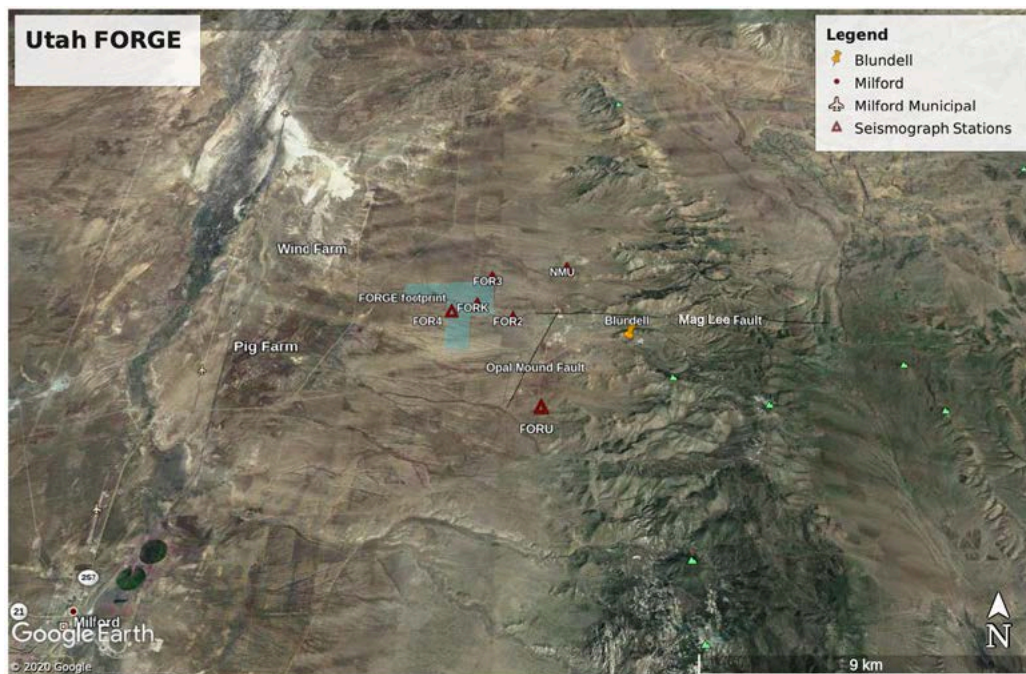 Utah FORGE
Legend
Blundell
Milford
Milford Municipal
Seismograph Stations
Wind Farm
FOR3
NMU
FORGE footprint
FORK
FOR4
FOR2
Blundell
Mag Lee Fault
Pig Farm
Opal Mound Fault
FORU
257
21
Milford
Google Earth
N
© 2020 Google
9 km